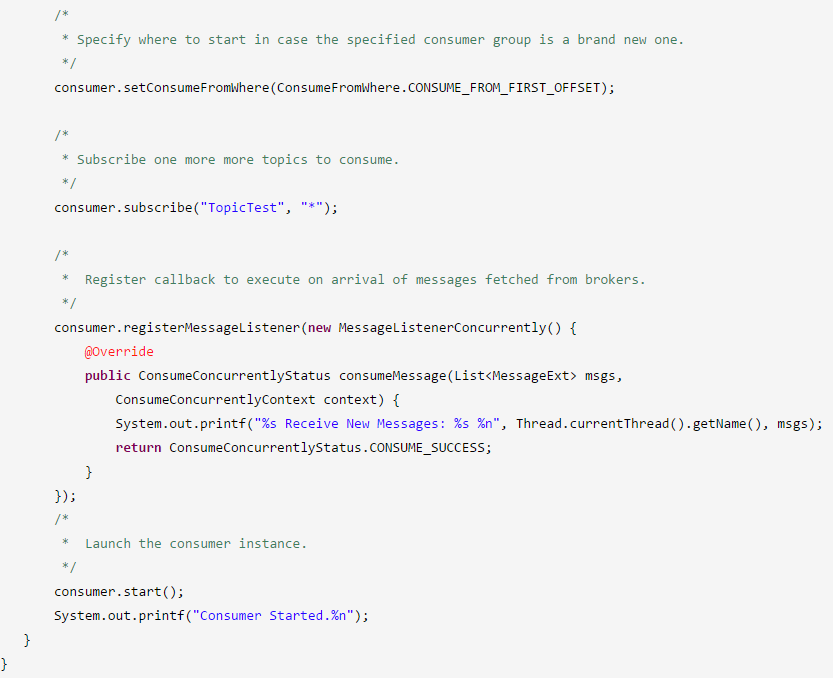 /*
* Specify where to start in case the specified consumer group is a brand new one.
*/
consumer.setConsumeFromWhere(ConsumeFromWhere.CONSUME_FROM_FIRST_OFFSET);
/*
* Subscribe one more more topics to consume.
*/
consumer.subscribe("TopicTest", "*");
/*
*  Register callback to execute on arrival of messages fetched from brokers.
*/
consumer.registerMessageListener(new MessageListenerConcurrently() {
@Override
public ConsumeConcurrentlyStatus consumeMessage(List<MessageExt> msgs,
ConsumeConcurrentlyContext context) {
System.out.printf("%s Receive New Messages: %s %n", Thread.currentThread().getName(), msgs);
return ConsumeConcurrentlyStatus.CONSUME_SUCCESS;
}
});
/*
*  Launch the consumer instance.
*/
consumer.start();
System.out.printf("Consumer Started.%n");
}
}